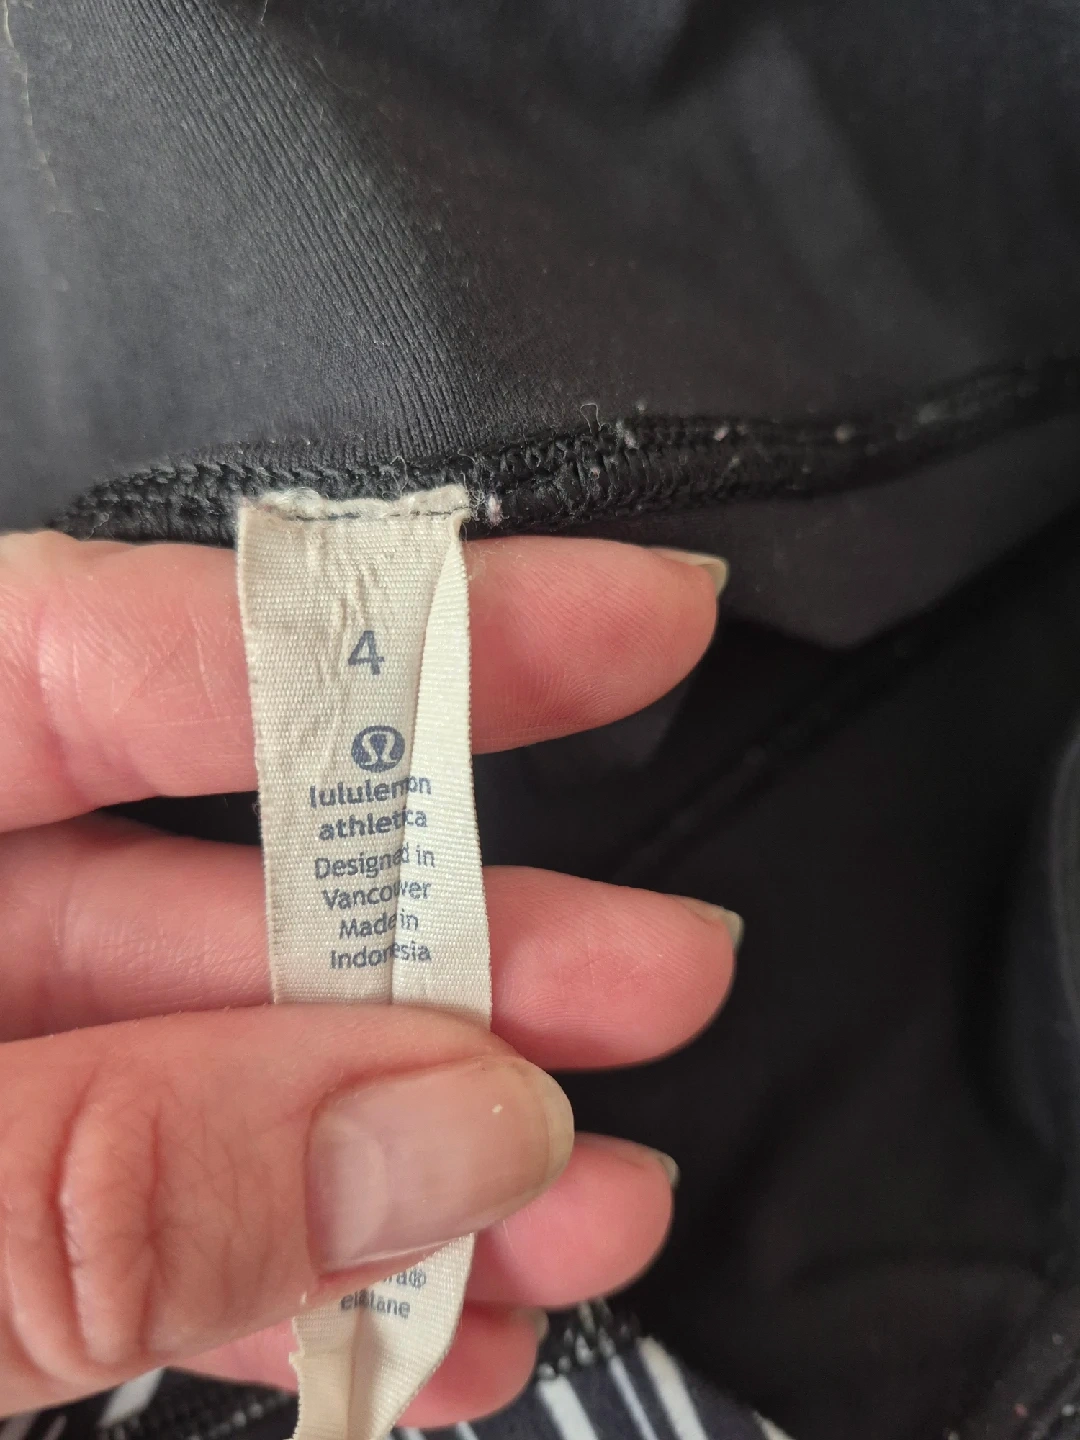 4
lululemon
athletica
Designed in
Vancouver
Made in
Indonesia
elastane